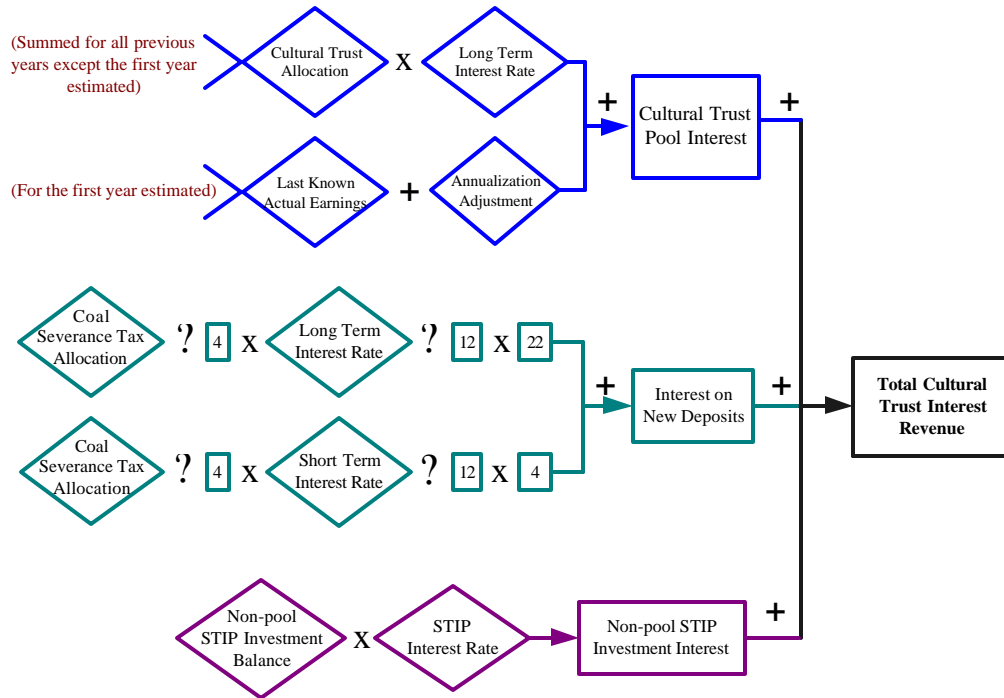 (Summed for all previous
years except the first year
estimated)
Cultural Trust
Allocation
X
Long Term
Interest Rate
+
Cultural Trust
Pool Interest
+
(For the first year estimated)
Last Known
Actual Earnings
+
Annualization
Adjustment
Coal
Severance Tax
Allocation
?
4
X
Long Term
Interest Rate
?
12
X
22
+
Interest on
New Deposits
+
Total Cultural
Trust Interest
Revenue
Coal
Severance Tax
Allocation
?
4
X
Short Term
Interest Rate
?
12
X
4
Non-pool
STIP Investment
Balance
X
STIP
Interest Rate
Non-pool STIP
Investment Interest
+